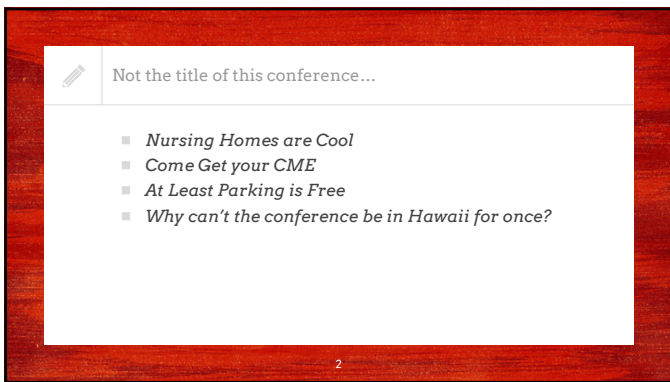 Not the title of this conference…
Nursing Homes are Cool
Come Get your CME
At Least Parking is Free
Why can’t the conference be in Hawaii for once?
2